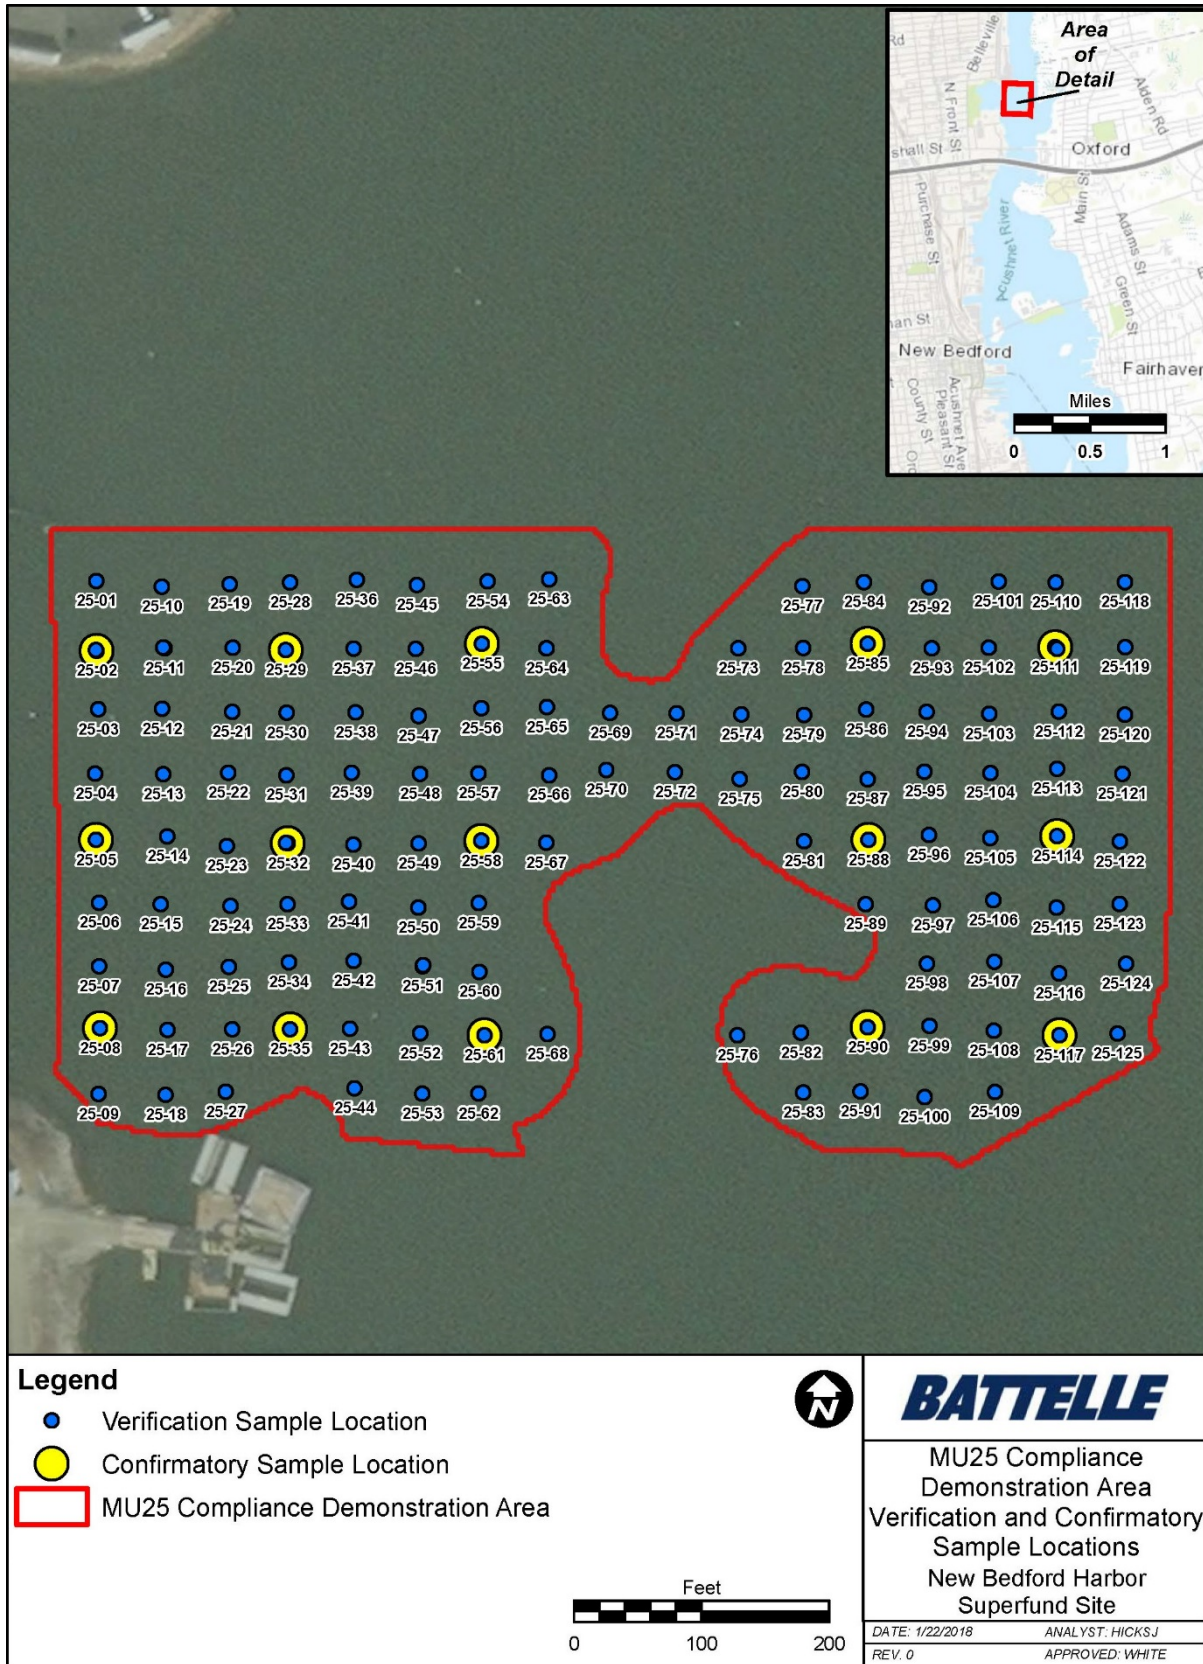 Area
of
Detail
Rd
Belleville
N Front St
Alden Rd
shall St
Oxford
Purchase St
Main St
Acushnet River
Adams St
Green St
an St
New Bedford
Fairhaven
County St
Acushnet Ave
Pleasant St
Miles
0 0.5 1
25-01 25-10 25-19 25-28 25-36 25-45 25-54 25-63 25-77 25-84 25-92 25-101 25-110 25-118
25-02 25-11 25-20 25-29 25-37 25-46 25-55 25-64 25-73 25-78 25-85 25-93 25-102 25-111 25-119
25-03 25-12 25-21 25-30 25-38 25-47 25-56 25-65 25-69 25-71 25-74 25-79 25-86 25-94 25-103 25-112 25-120
25-04 25-13 25-22 25-31 25-39 25-48 25-57 25-66 25-70 25-72 25-75 25-80 25-87 25-95 25-104 25-113 25-121
25-05 25-14 25-23 25-32 25-40 25-49 25-58 25-67 25-81 25-88 25-96 25-105 25-114 25-122
25-06 25-15 25-24 25-33 25-41 25-50 25-59 25-89 25-97 25-106 25-115 25-123
25-07 25-16 25-25 25-34 25-42 25-51 25-60 25-98 25-107 25-116 25-124
25-08 25-17 25-26 25-35 25-43 25-52 25-61 25-68 25-76 25-82 25-90 25-99 25-108 25-117 25-125
25-09 25-18 25-27 25-44 25-53 25-62 25-83 25-91 25-100 25-109
Legend
Verification Sample Location
Confirmatory Sample Location
MU25 Compliance Demonstration Area
N
Feet
0 100 200
BATTELLE
MU25 Compliance
Demonstration Area
Verification and Confirmatory
Sample Locations
New Bedford Harbor
Superfund Site
DATE: 1/22/2018 ANALYST: HICKSJ
REV. 0 APPROVED: WHITE